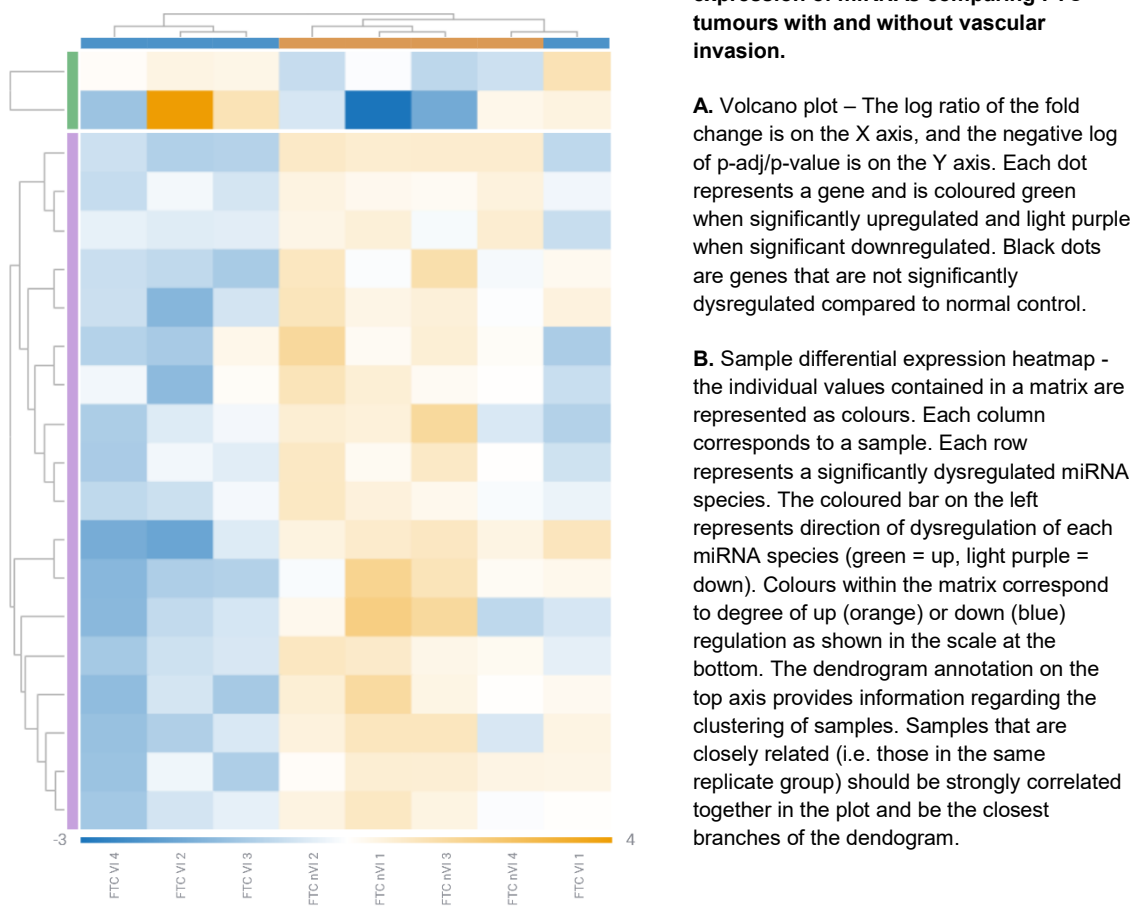 expression of miRNAs comparing FTC
tumours with and without vascular
invasion.
A. Volcano plot – The log ratio of the fold
change is on the X axis, and the negative log
of p-adj/p-value is on the Y axis. Each dot
represents a gene and is coloured green
when significantly upregulated and light purple
when significant downregulated. Black dots
are genes that are not significantly
dysregulated compared to normal control.
B. Sample differential expression heatmap -
the individual values contained in a matrix are
represented as colours. Each column
corresponds to a sample. Each row
represents a significantly dysregulated miRNA
species. The coloured bar on the left
represents direction of dysregulation of each
miRNA species (green = up, light purple =
down). Colours within the matrix correspond
to degree of up (orange) or down (blue)
regulation as shown in the scale at the
bottom. The dendrogram annotation on the
top axis provides information regarding the
clustering of samples. Samples that are
closely related (i.e. those in the same
replicate group) should be strongly correlated
together in the plot and be the closest
branches of the dendogram.
-3
4
FTC VI 4
FTC VI 2
FTC VI 3
FTC nVI 2
FTC nVI 1
FTC nVI 3
FTC nVI 4
FTC VI 1